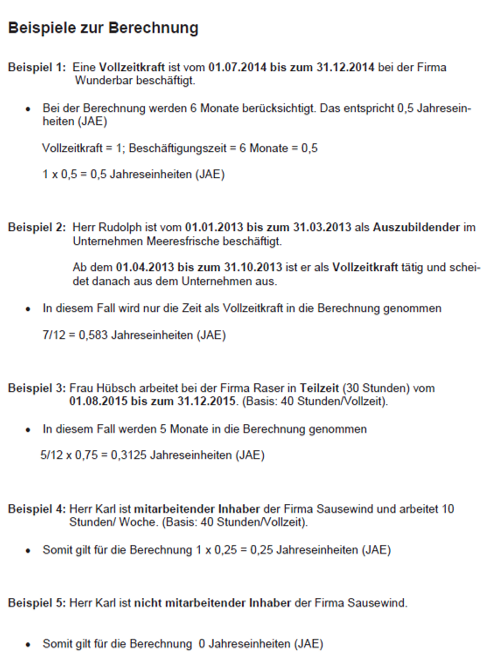 Beispiele zur Berechnung
Beispiel 1: Eine Vollzeitkraft ist vom 01.07.2014 bis zum 31.12.2014 bei der Firma
Wunderbar beschäftigt.
• Bei der Berechnung werden 6 Monate berücksichtigt. Das entspricht 0,5 Jahresein-
heiten (JAE)
Vollzeitkraft = 1; Beschäftigungszeit = 6 Monate = 0,5
1 x 0,5 = 0,5 Jahreseinheiten (JAE)
Beispiel 2: Herr Rudolph ist vom 01.01.2013 bis zum 31.03.2013 als Auszubildender im
Unternehmen Meeresfrische beschäftigt.
Ab dem 01.04.2013 bis zum 31.10.2013 ist er als Vollzeitkraft tätig und schei-
det danach aus dem Unternehmen aus.
• In diesem Fall wird nur die Zeit als Vollzeitkraft in die Berechnung genommen
7/12 = 0,583 Jahreseinheiten (JAE)
Beispiel 3: Frau Hübsch arbeitet bei der Firma Raser in Teilzeit (30 Stunden) vom
01.08.2015 bis zum 31.12.2015. (Basis: 40 Stunden/Vollzeit).
• In diesem Fall werden 5 Monate in die Berechnung genommen
5/12 x 0,75 = 0,3125 Jahreseinheiten (JAE)
Beispiel 4: Herr Karl ist mitarbeitender Inhaber der Firma Sausewind und arbeitet 10
Stunden/ Woche. (Basis: 40 Stunden/Vollzeit).
• Somit gilt für die Berechnung 1 x 0,25 = 0,25 Jahreseinheiten (JAE)
Beispiel 5: Herr Karl ist nicht mitarbeitender Inhaber der Firma Sausewind.
• Somit gilt für die Berechnung 0 Jahreseinheiten (JAE)